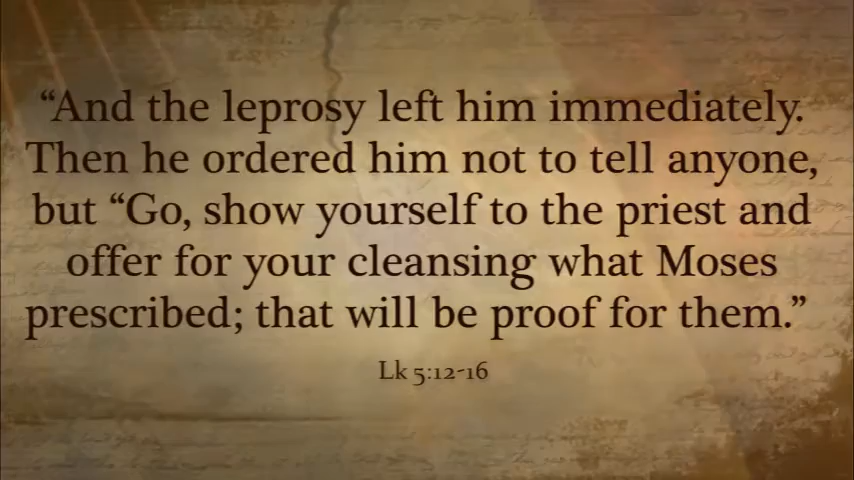 “And the leprosy left him immediately.
Then he ordered him not to tell anyone,
but “Go, show yourself to the priest and
offer for your cleansing what Moses
prescribed; that will be proof for them.”
Lk 5:12-16